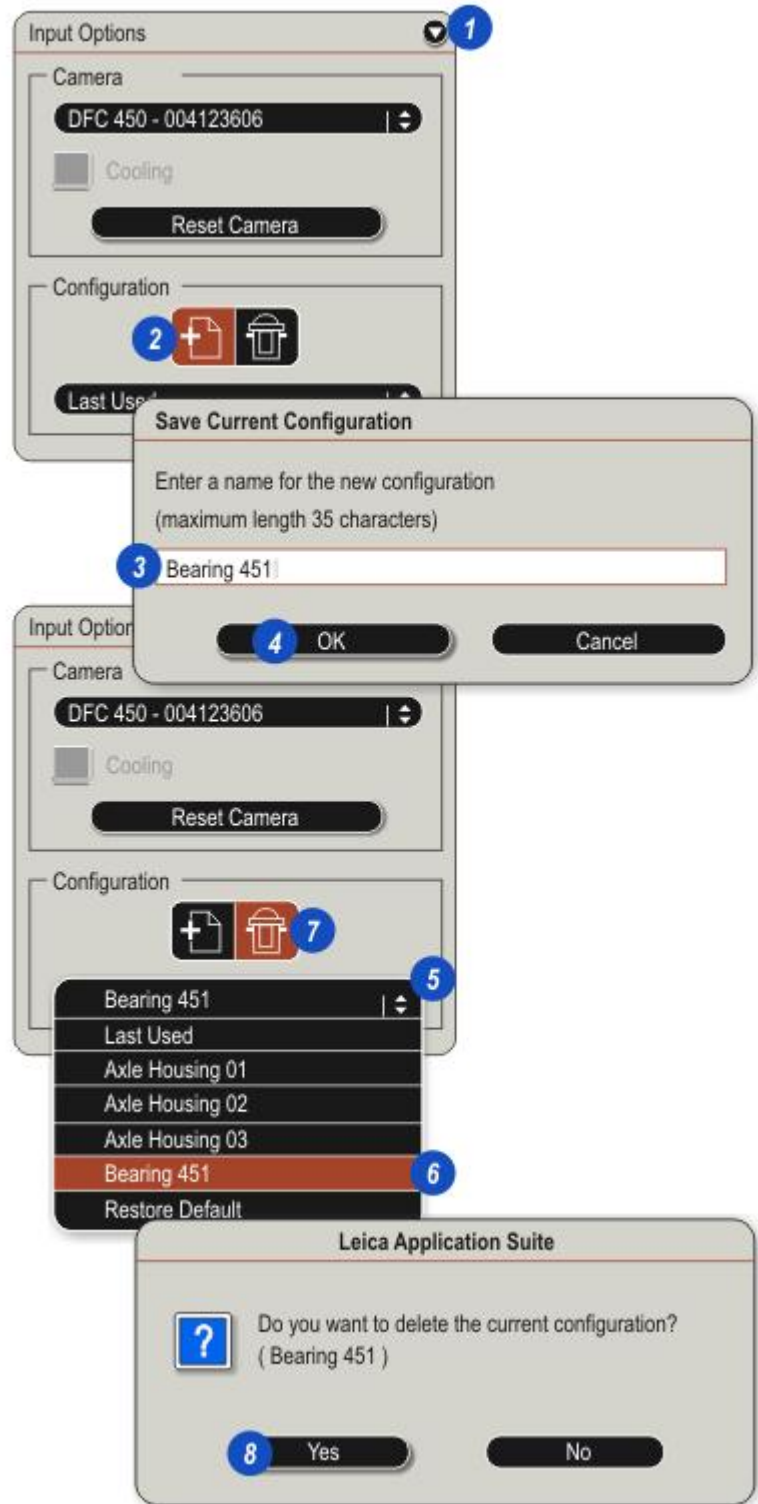 Input Options
1
Camera
DFC 450 - 004123606
Cooling
Reset Camera
Configuration
2
Last Used
Save Current Configuration
Enter a name for the new configuration
(maximum length 35 characters)
3
Bearing 451
4
OK
Cancel
Input Option
Camera
DFC 450 - 004123606
Cooling
Reset Camera
Configuration
7
5
Bearing 451
Last Used
Axle Housing 01
Axle Housing 02
Axle Housing 03
Bearing 451
6
Restore Default
Leica Application Suite
?
Do you want to delete the current configuration?
( Bearing 451 )
8
Yes
No